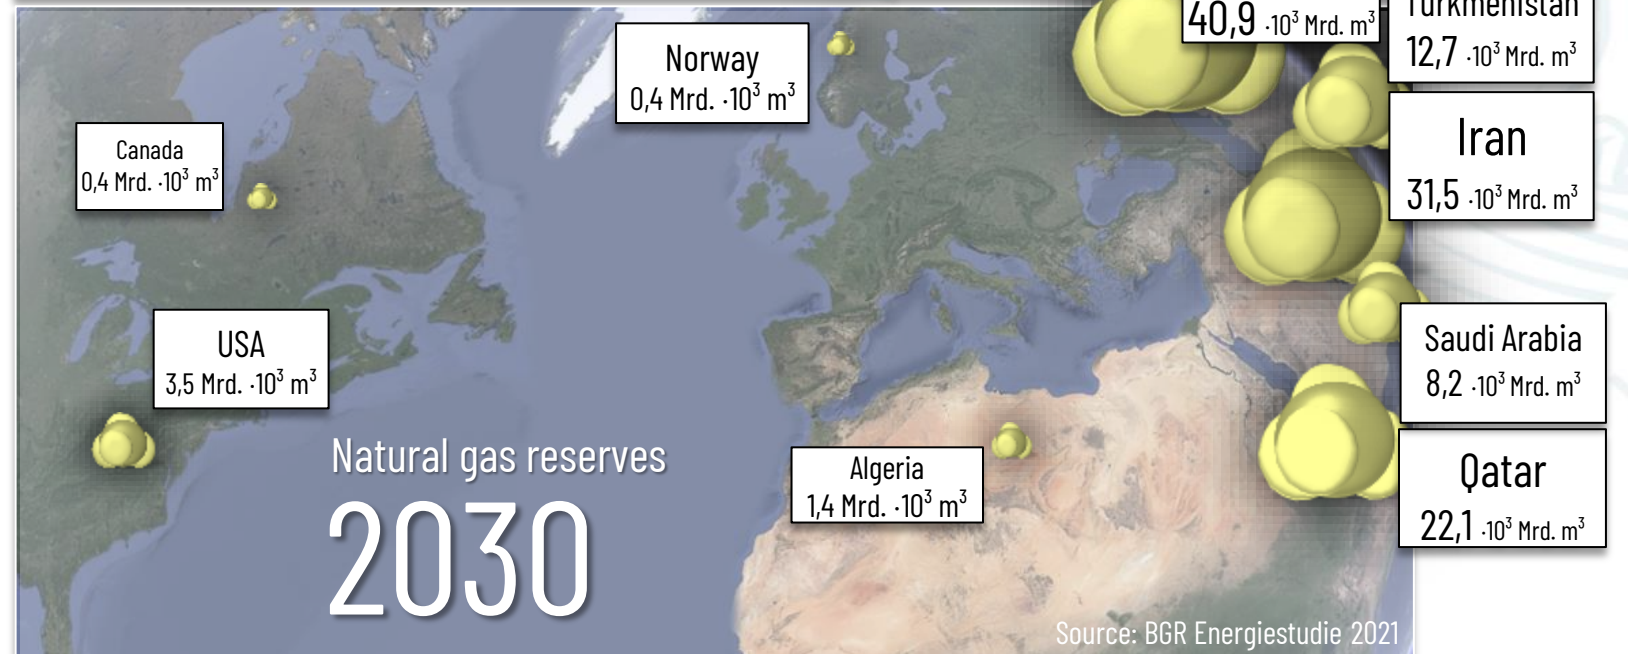 40,9 ·10³ Mrd. m³
Turkmenistan
12,7 ·10³ Mrd. m³
Norway
0,4 Mrd. ·10³ m³
Iran
31,5 ·10³ Mrd. m³
Canada
0,4 Mrd. ·10³ m³
USA
3,5 Mrd. ·10³ m³
Saudi Arabia
8,2 ·10³ Mrd. m³
Natural gas reserves
2030
Algeria
1,4 Mrd. ·10³ m³
Qatar
22,1 ·10³ Mrd. m³
Source: BGR Energiestudie 2021